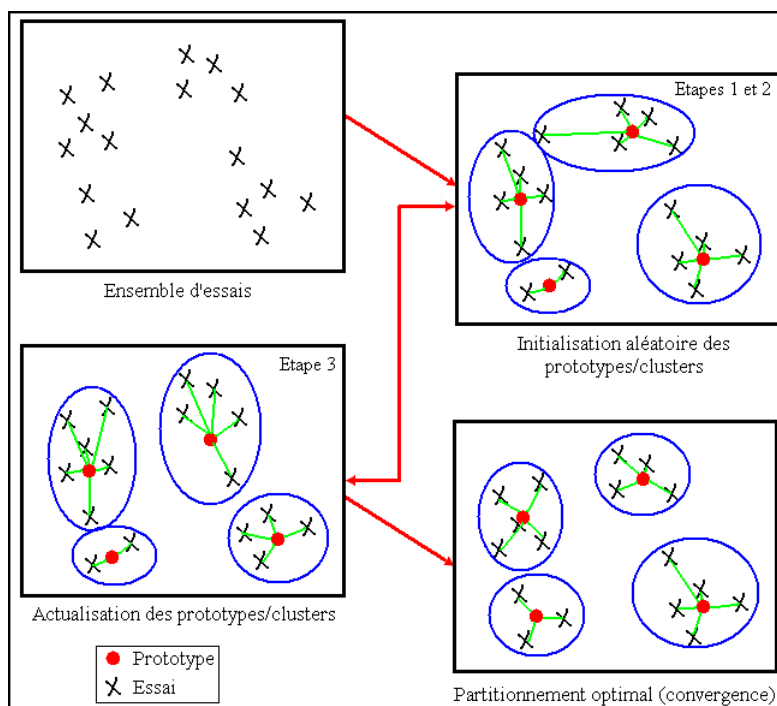 Ensemble d'essais
Etapes 1 et 2
Initialisation aléatoire des
prototypes/clusters
Etape 3
Actualisation des prototypes/clusters
Prototype
Essai
Partitionnement optimal (convergence)